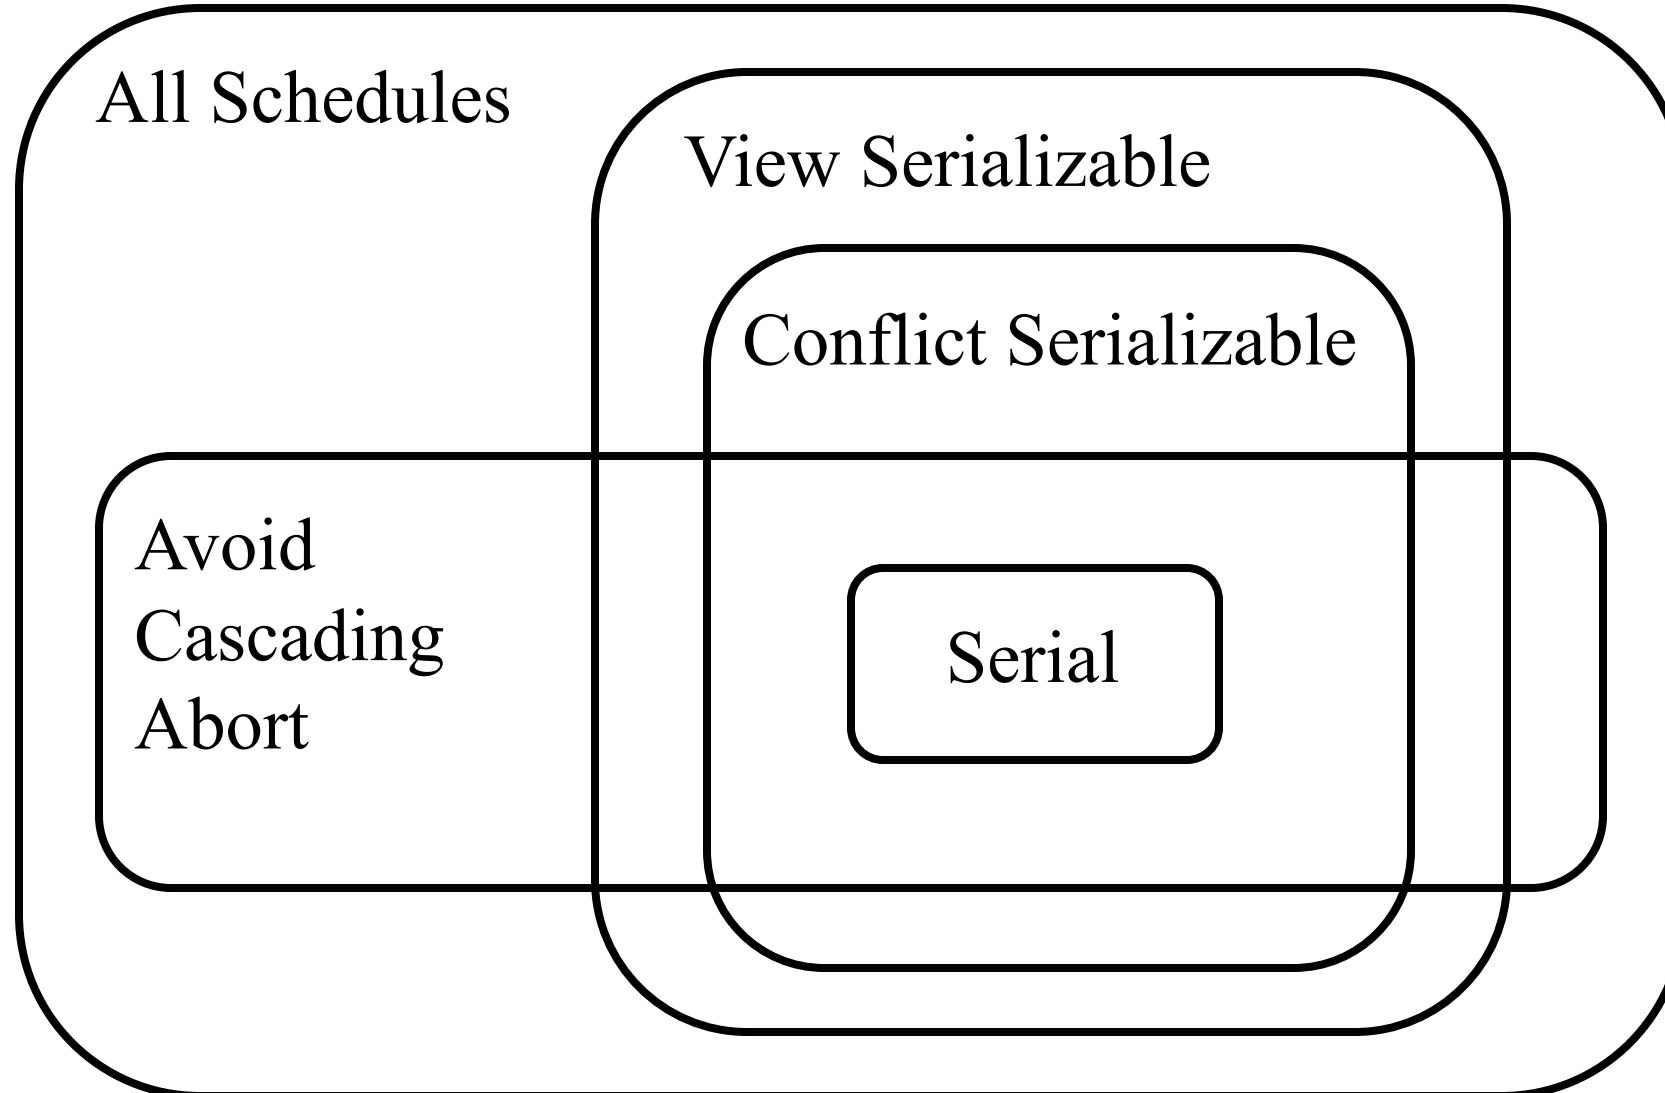 All Schedules
View Serializable
Conflict Serializable
Avoid
Cascading
Abort
Serial